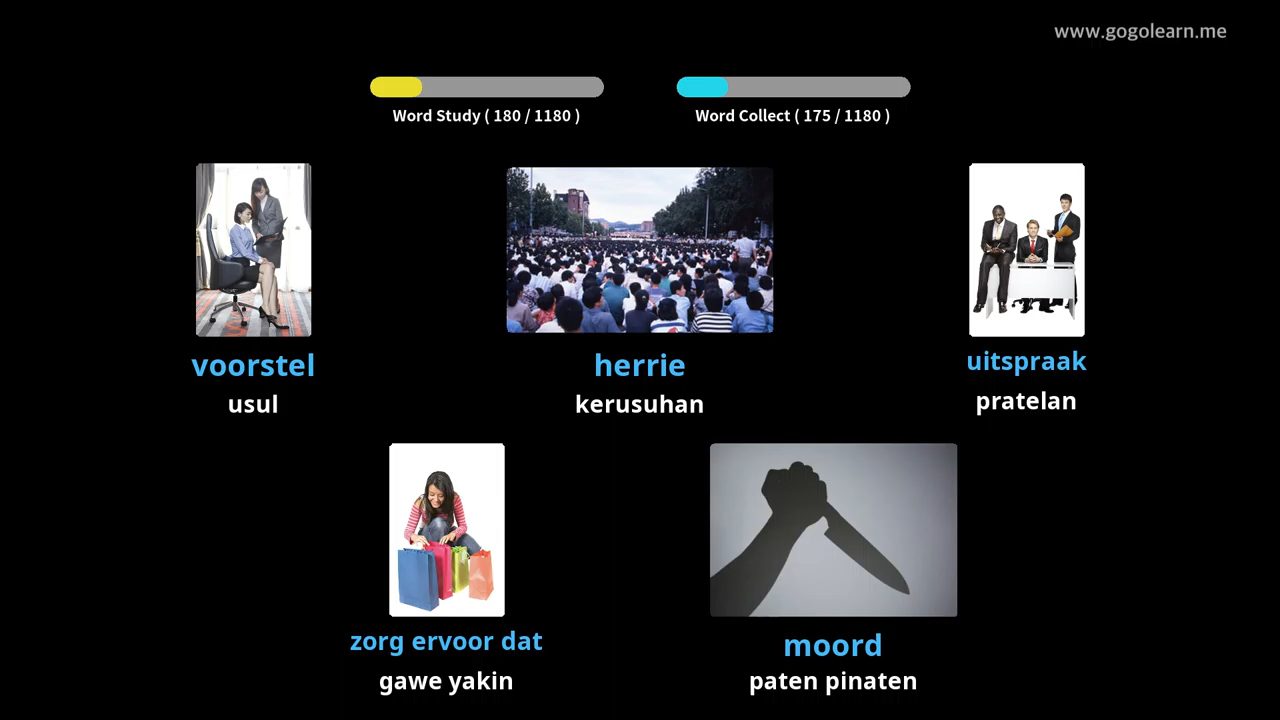 www.gogolearn.me
Word Study ( 180 / 1180 )
Word Collect ( 175 / 1180 )
voorstel
usul
herrie
kerusuhan
uitspraak
pratelan
zorg ervoor dat
gawe yakin
moord
paten pinaten